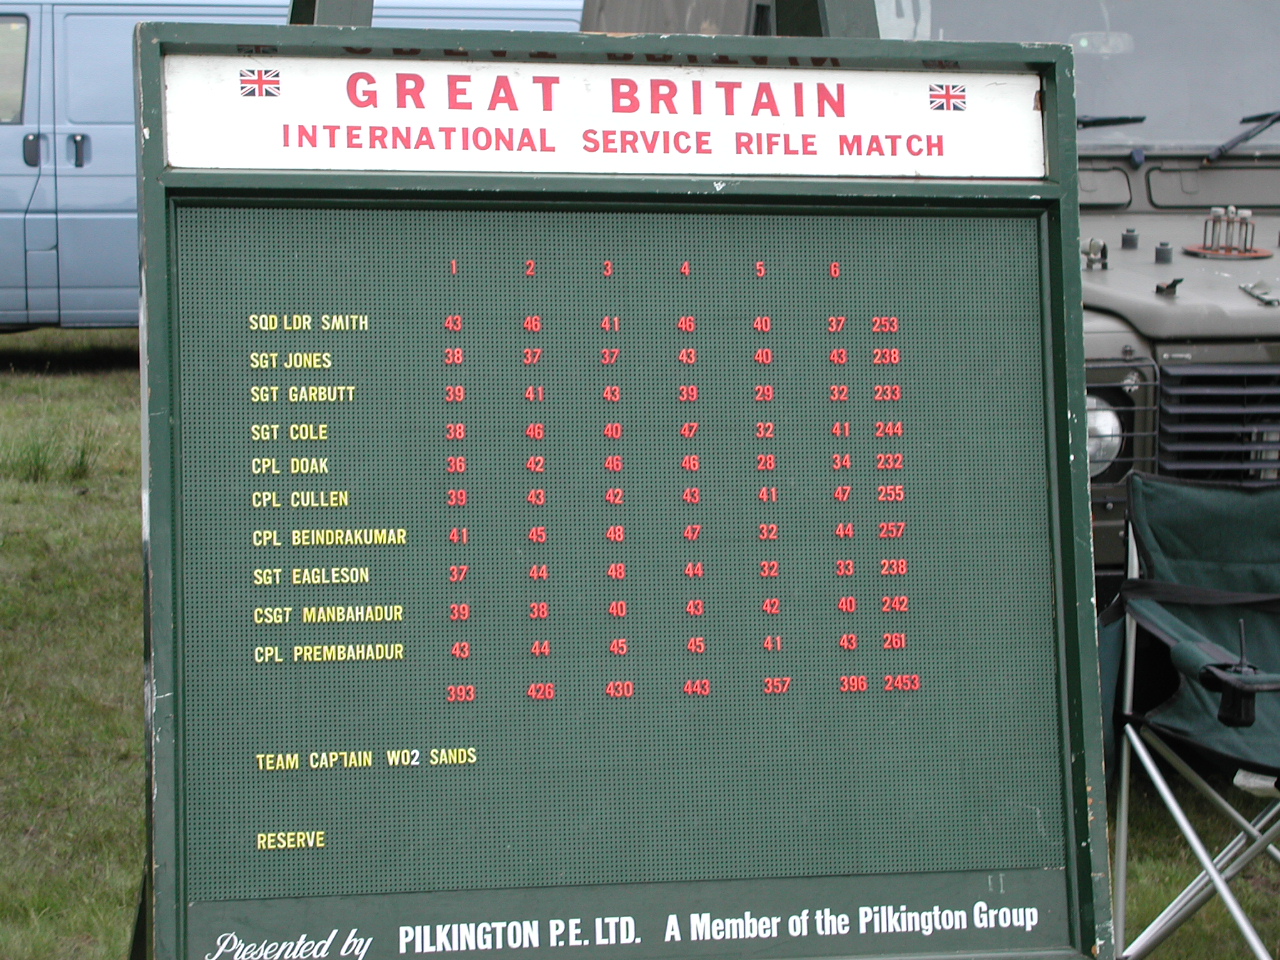 GREAT BRITAIN
INTERNATIONAL SERVICE RIFLE MATCH
1 2 3 4 5 6
SQD LDR SMITH 43 46 41 46 40 37 253
SGT JONES 38 37 37 43 40 43 238
SGT GARBUTT 39 41 43 39 29 32 233
SGT COLE 38 46 40 47 32 41 244
CPL DOAK 36 42 46 46 28 34 232
CPL CULLEN 39 43 42 43 41 47 255
CPL BEINDRAKUMAR 41 45 48 47 32 44 257
SGT EAGLESON 37 44 48 44 32 33 238
CSGT MANBAHADUR 39 38 40 43 42 40 242
CPL PREMBAHADUR 43 44 45 45 41 43 261
393 426 430 443 357 396 2453
TEAM CAPTAIN WO2 SANDS
RESERVE
Presented by PILKINGTON P.E. LTD. A Member of the Pilkington Group